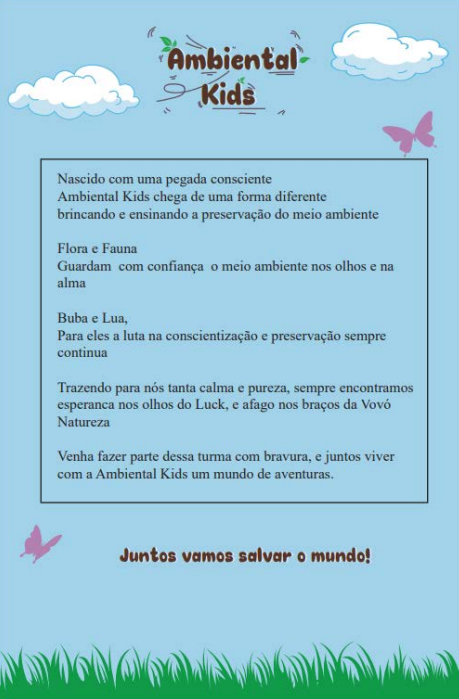 Ambiental
Kids
Nascido com uma pegada consciente
Ambiental Kids chega de uma forma diferente
brincando e ensinando a preservação do meio ambiente
Flora e Fauna
Guardam com confiança o meio ambiente nos olhos e na
alma
Buba e Lua,
Para eles a luta na conscientização e preservação sempre
continua
Trazendo para nós tanta calma e pureza, sempre encontramos
esperanca nos olhos do Luck, e afago nos braços da Vovó
Natureza
Venha fazer parte dessa turma com bravura, e juntos viver
com a Ambiental Kids um mundo de aventuras.
Juntos vamos salvar o mundo!